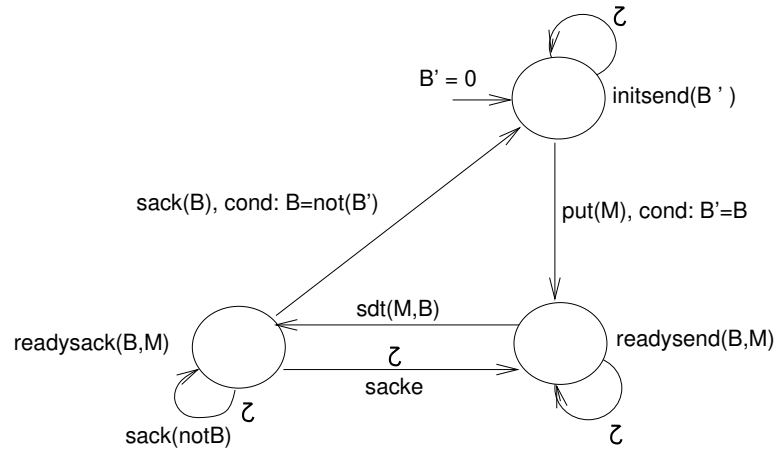 B' = 0
initsend(B ' )
sack(B), cond: B=not(B')
put(M), cond: B'=B
sdt(M,B)
readysack(B,M)
readysend(B,M)
sacke
sack(notB)